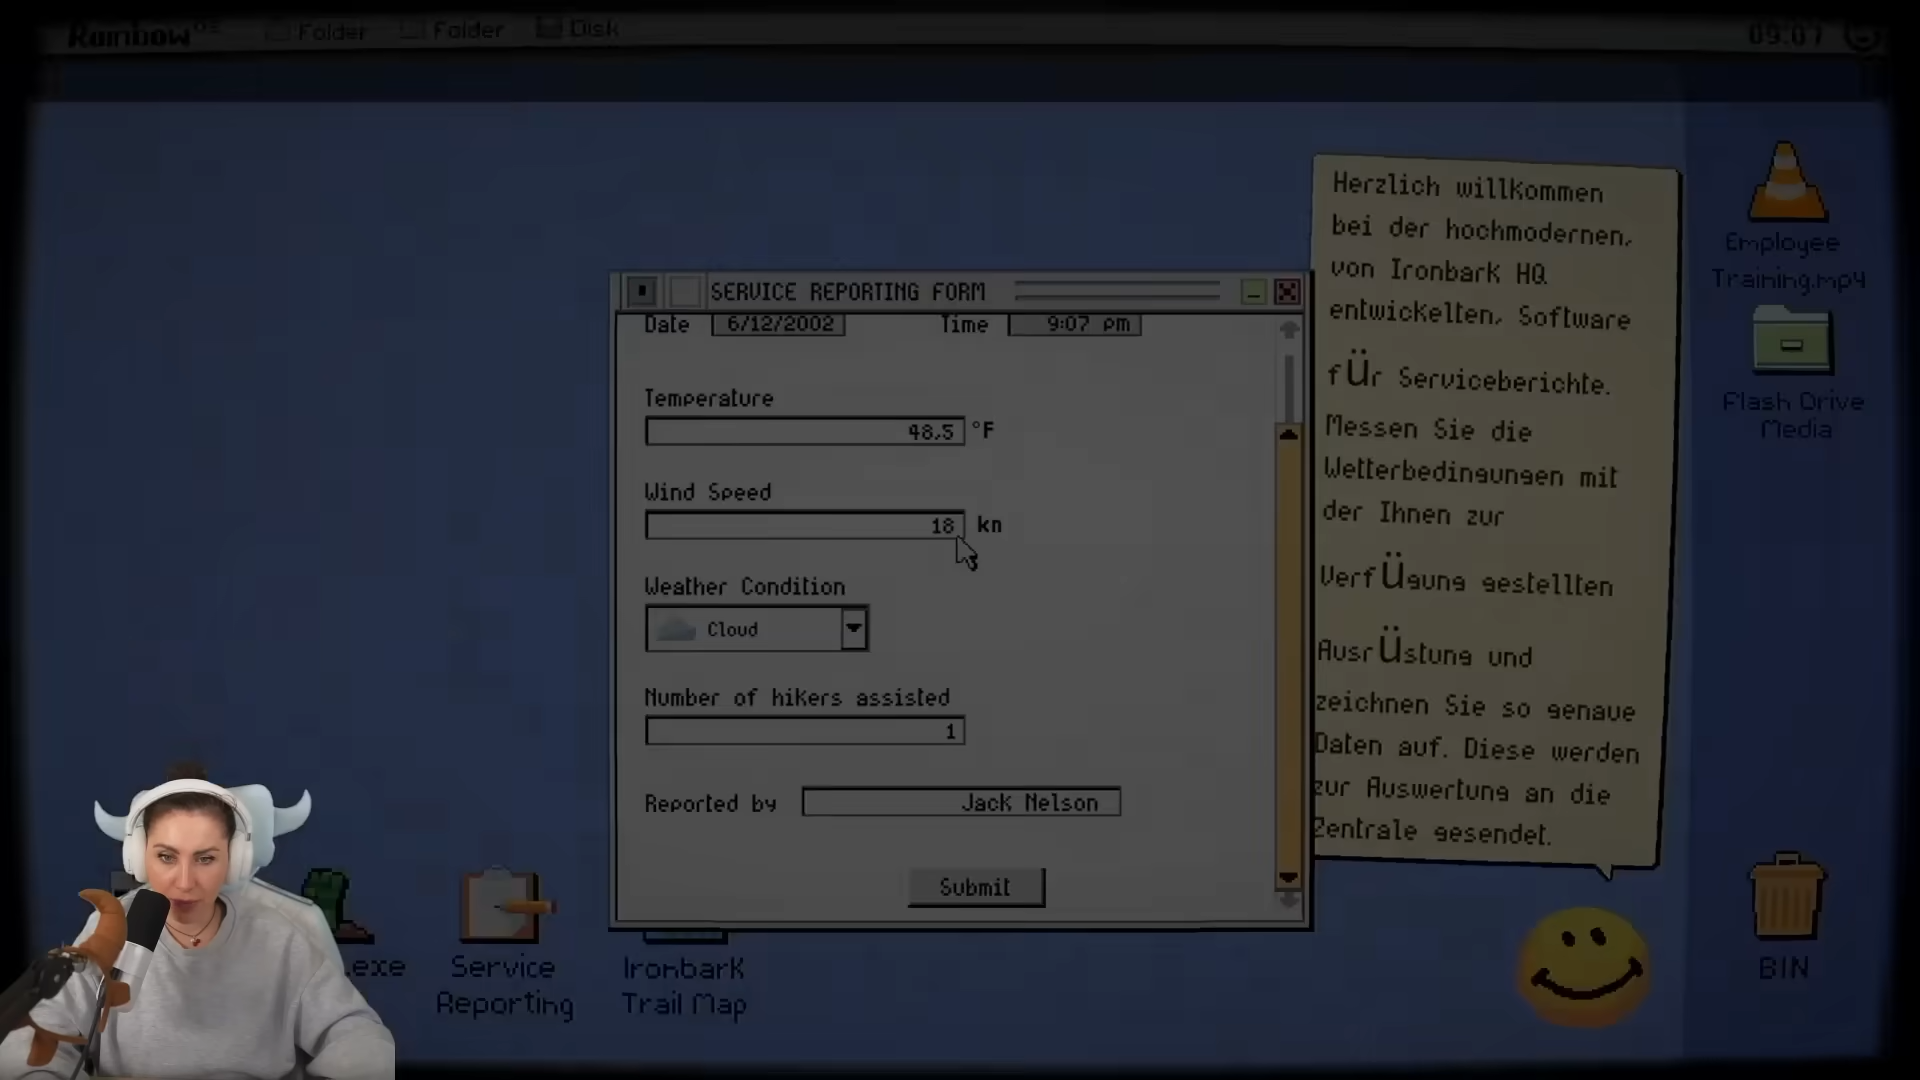 RainbowOS Folder Folder Disk 09:07
SERVICE REPORTING FORM
Date 6/12/2002 Time 9:07 pm
Temperature
48,5 °F
Wind Speed
18 kn
Weather Condition
Cloud
Number of hikers assisted
1
Reported by Jack Nelson
Submit
Herzlich willkommen
bei der hochmodernen,
von Ironbark HQ
entwickelten, Software
für Serviceberichte.
Messen Sie die
Wetterbedingungen mit
der Ihnen zur
Verfügung gestellten
Ausrüstung und
zeichnen Sie so genaue
Daten auf. Diese werden
zur Auswertung an die
Zentrale gesendet.
Employee
Training.mp4
Flash Drive
Media
.exe
Service
Reporting
Ironbark
Trail Map
BIN